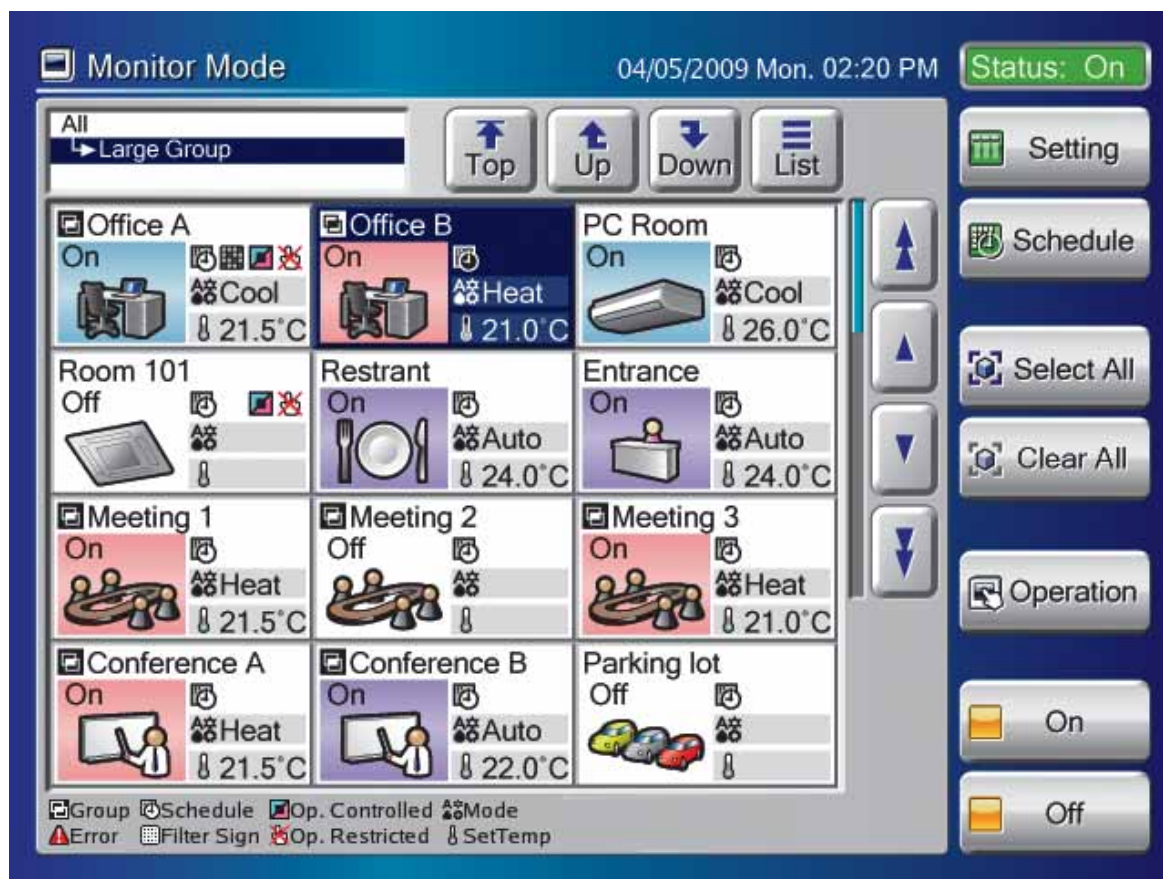 Monitor Mode
04/05/2009 Mon. 02:20 PM
Status: On
All
Large Group
Top
Up
Down
List
Setting
Schedule
Select All
Clear All
Operation
On
Off
Office A
On
Cool
21.5°C
Office B
On
Heat
21.0°C
PC Room
On
Cool
26.0°C
Room 101
Off
Restrant
On
Auto
24.0°C
Entrance
On
Auto
24.0°C
Meeting 1
On
Heat
21.5°C
Meeting 2
Off
Meeting 3
On
Heat
21.0°C
Conference A
On
Heat
21.5°C
Conference B
On
Auto
22.0°C
Parking lot
Off
Group Schedule Op. Controlled Mode
Error Filter Sign Op. Restricted SetTemp